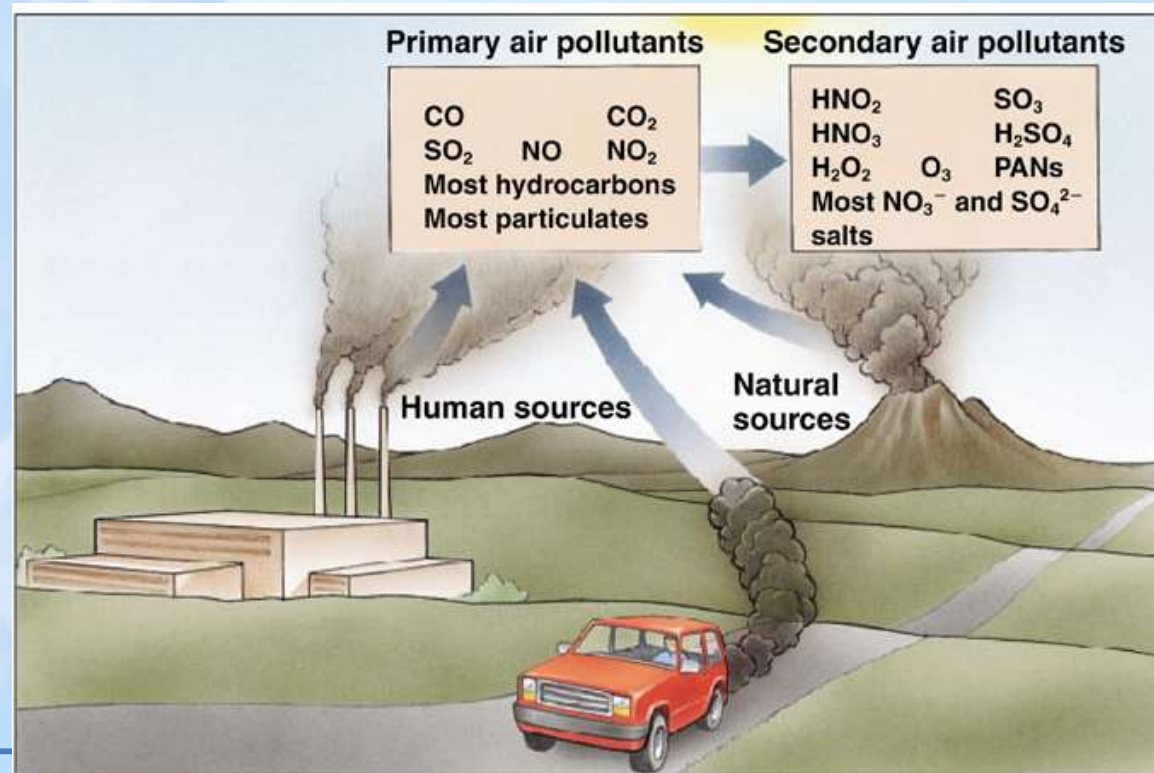 Primary air pollutants
CO CO₂
SO₂ NO NO₂
Most hydrocarbons
Most particulates
Secondary air pollutants
HNO₂ SO₃
HNO₃ H₂SO₄
H₂O₂ O₃ PANs
Most NO₃⁻ and SO₄²⁻
salts
Human sources
Natural
sources